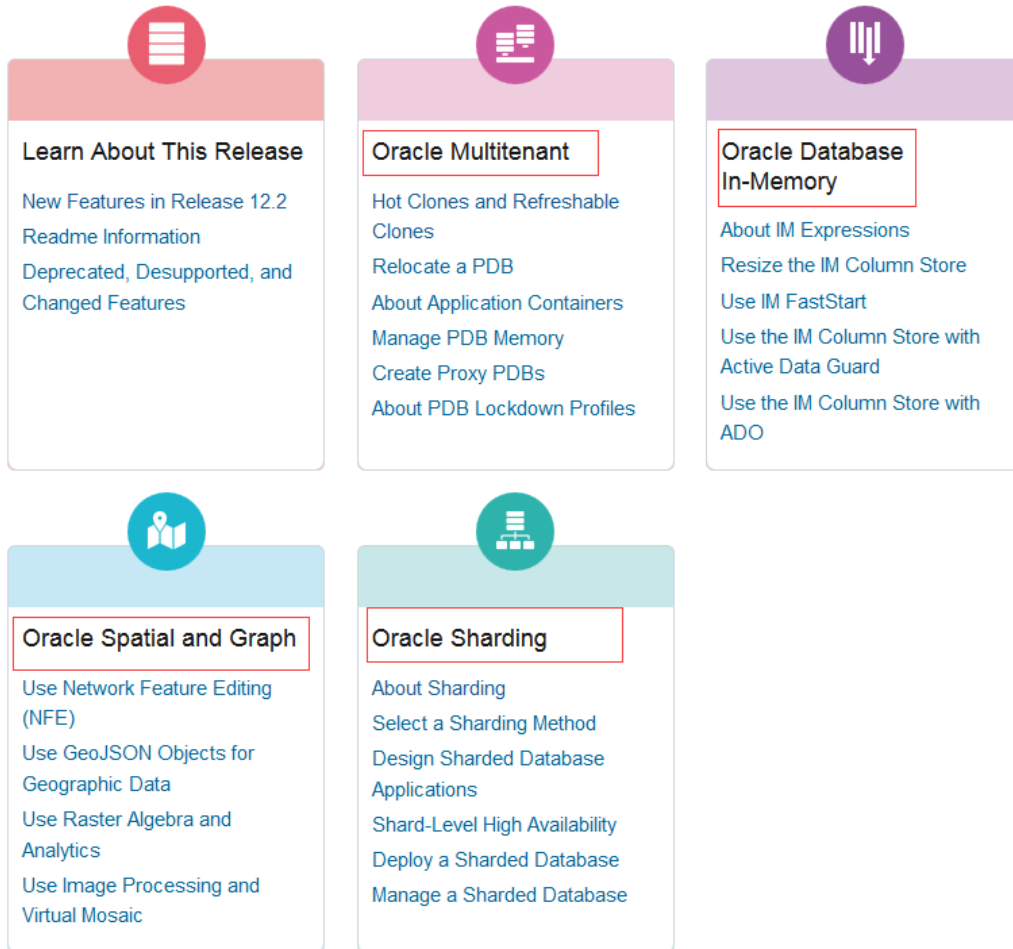 Learn About This Release
New Features in Release 12.2
Readme Information
Deprecated, Desupported, and
Changed Features
Oracle Multitenant
Hot Clones and Refreshable
Clones
Relocate a PDB
About Application Containers
Manage PDB Memory
Create Proxy PDBs
About PDB Lockdown Profiles
Oracle Database
In-Memory
About IM Expressions
Resize the IM Column Store
Use IM FastStart
Use the IM Column Store with
Active Data Guard
Use the IM Column Store with
ADO
Oracle Spatial and Graph
Use Network Feature Editing
(NFE)
Use GeoJSON Objects for
Geographic Data
Use Raster Algebra and
Analytics
Use Image Processing and
Virtual Mosaic
Oracle Sharding
About Sharding
Select a Sharding Method
Design Sharded Database
Applications
Shard-Level High Availability
Deploy a Sharded Database
Manage a Sharded Database